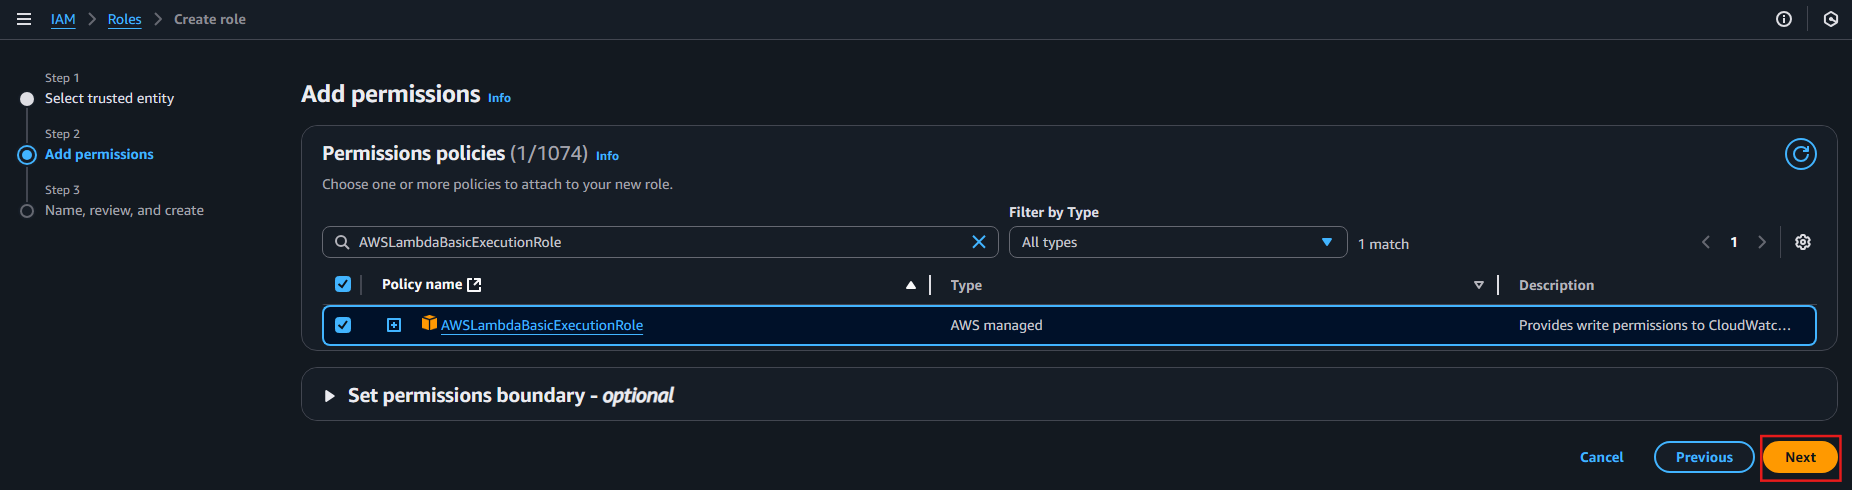 IAM > Roles > Create role
Step 1
Select trusted entity
Step 2
Add permissions
Step 3
Name, review, and create
Add permissions Info
Permissions policies (1/1074) Info
Choose one or more policies to attach to your new role.
Filter by Type
AWSLambdaBasicExecutionRole
All types
1 match
1
Policy name
Type
Description
AWSLambdaBasicExecutionRole
AWS managed
Provides write permissions to CloudWatc...
Set permissions boundary - optional
Cancel
Previous
Next